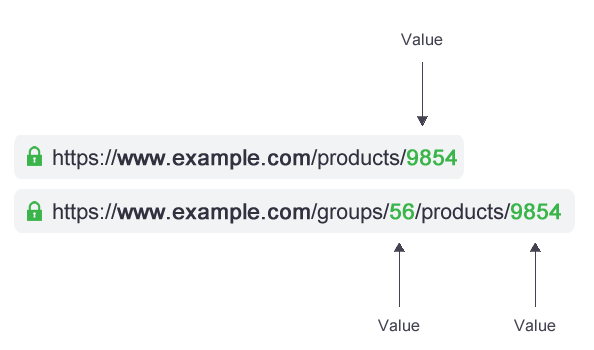 Value
https://www.example.com/products/9854
https://www.example.com/groups/56/products/9854
Value Value